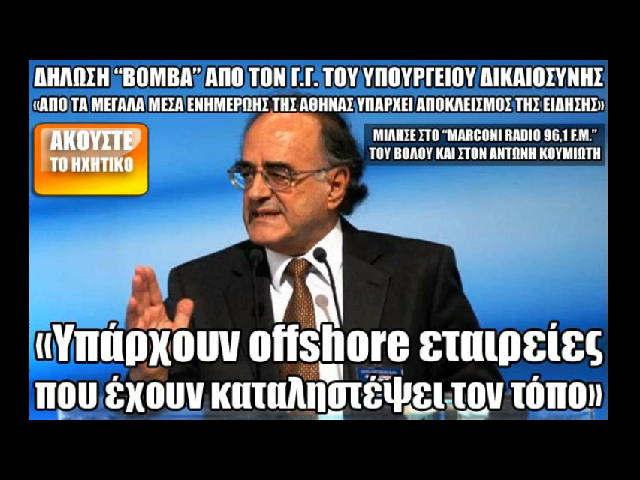 ΔΗΛΩΣΗ “ΒΟΜΒΑ” ΑΠΟ ΤΟΝ Γ.Γ. ΤΟΥ ΥΠΟΥΡΓΕΙΟΥ ΔΙΚΑΙΟΣΥΝΗΣ
«ΑΠΟ ΤΑ ΜΕΓΑΛΑ ΜΕΣΑ ΕΝΗΜΕΡΩΗΣ ΤΗΣ ΑΘΗΝΑΣ ΥΠΑΡΧΕΙ ΑΠΟΚΛΕΙΣΜΟΣ ΤΗΣ ΕΙΔΗΣΗΣ»
ΑΚΟΥΣΤΕ
ΤΟ ΗΧΗΤΙΚΟ
ΜΙΛΗΣΕ ΣΤΟ “MARCONI RADIO 96,1 F.M.”
ΤΟΥ ΒΟΛΟΥ ΚΑΙ ΣΤΟΝ ΑΝΤΩΝΗ ΚΟΥΜΙΩΤΗ
«Υπάρχουν offshore εταιρείες
που έχουν καταληστέψει τον τόπο»